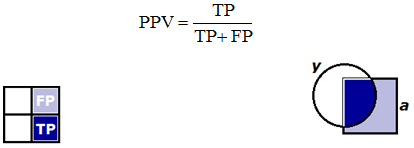 PPV = TP / TP+ FP
FP
TP
y
a